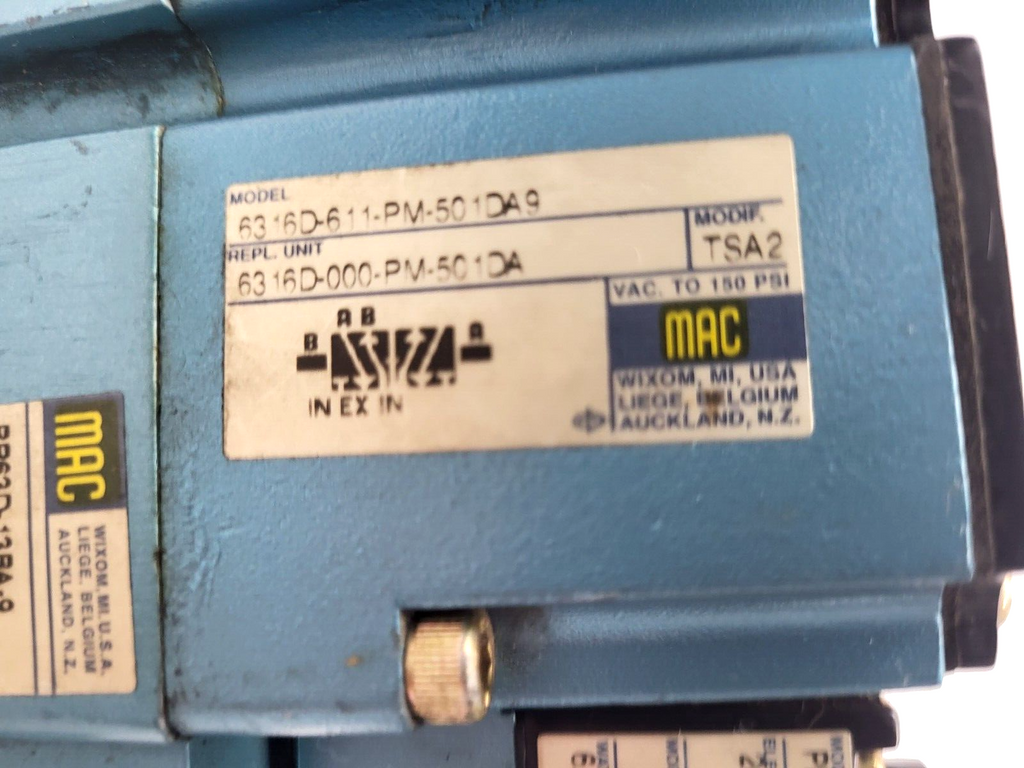 MODEL
6316D-611-PM-501DA9
REPL. UNIT
6316D-000-PM-501DA
MODIF.
TSA2
VAC. TO 150 PSI
MAC
WIXOM, MI, USA
LIEGE, BELGIUM
AUCKLAND, N.Z.
A B
B
A
IN EX IN
MAC
WIXOM, MI, U.S.A.
LIEGE, BELGIUM
AUCKLAND, N.Z.